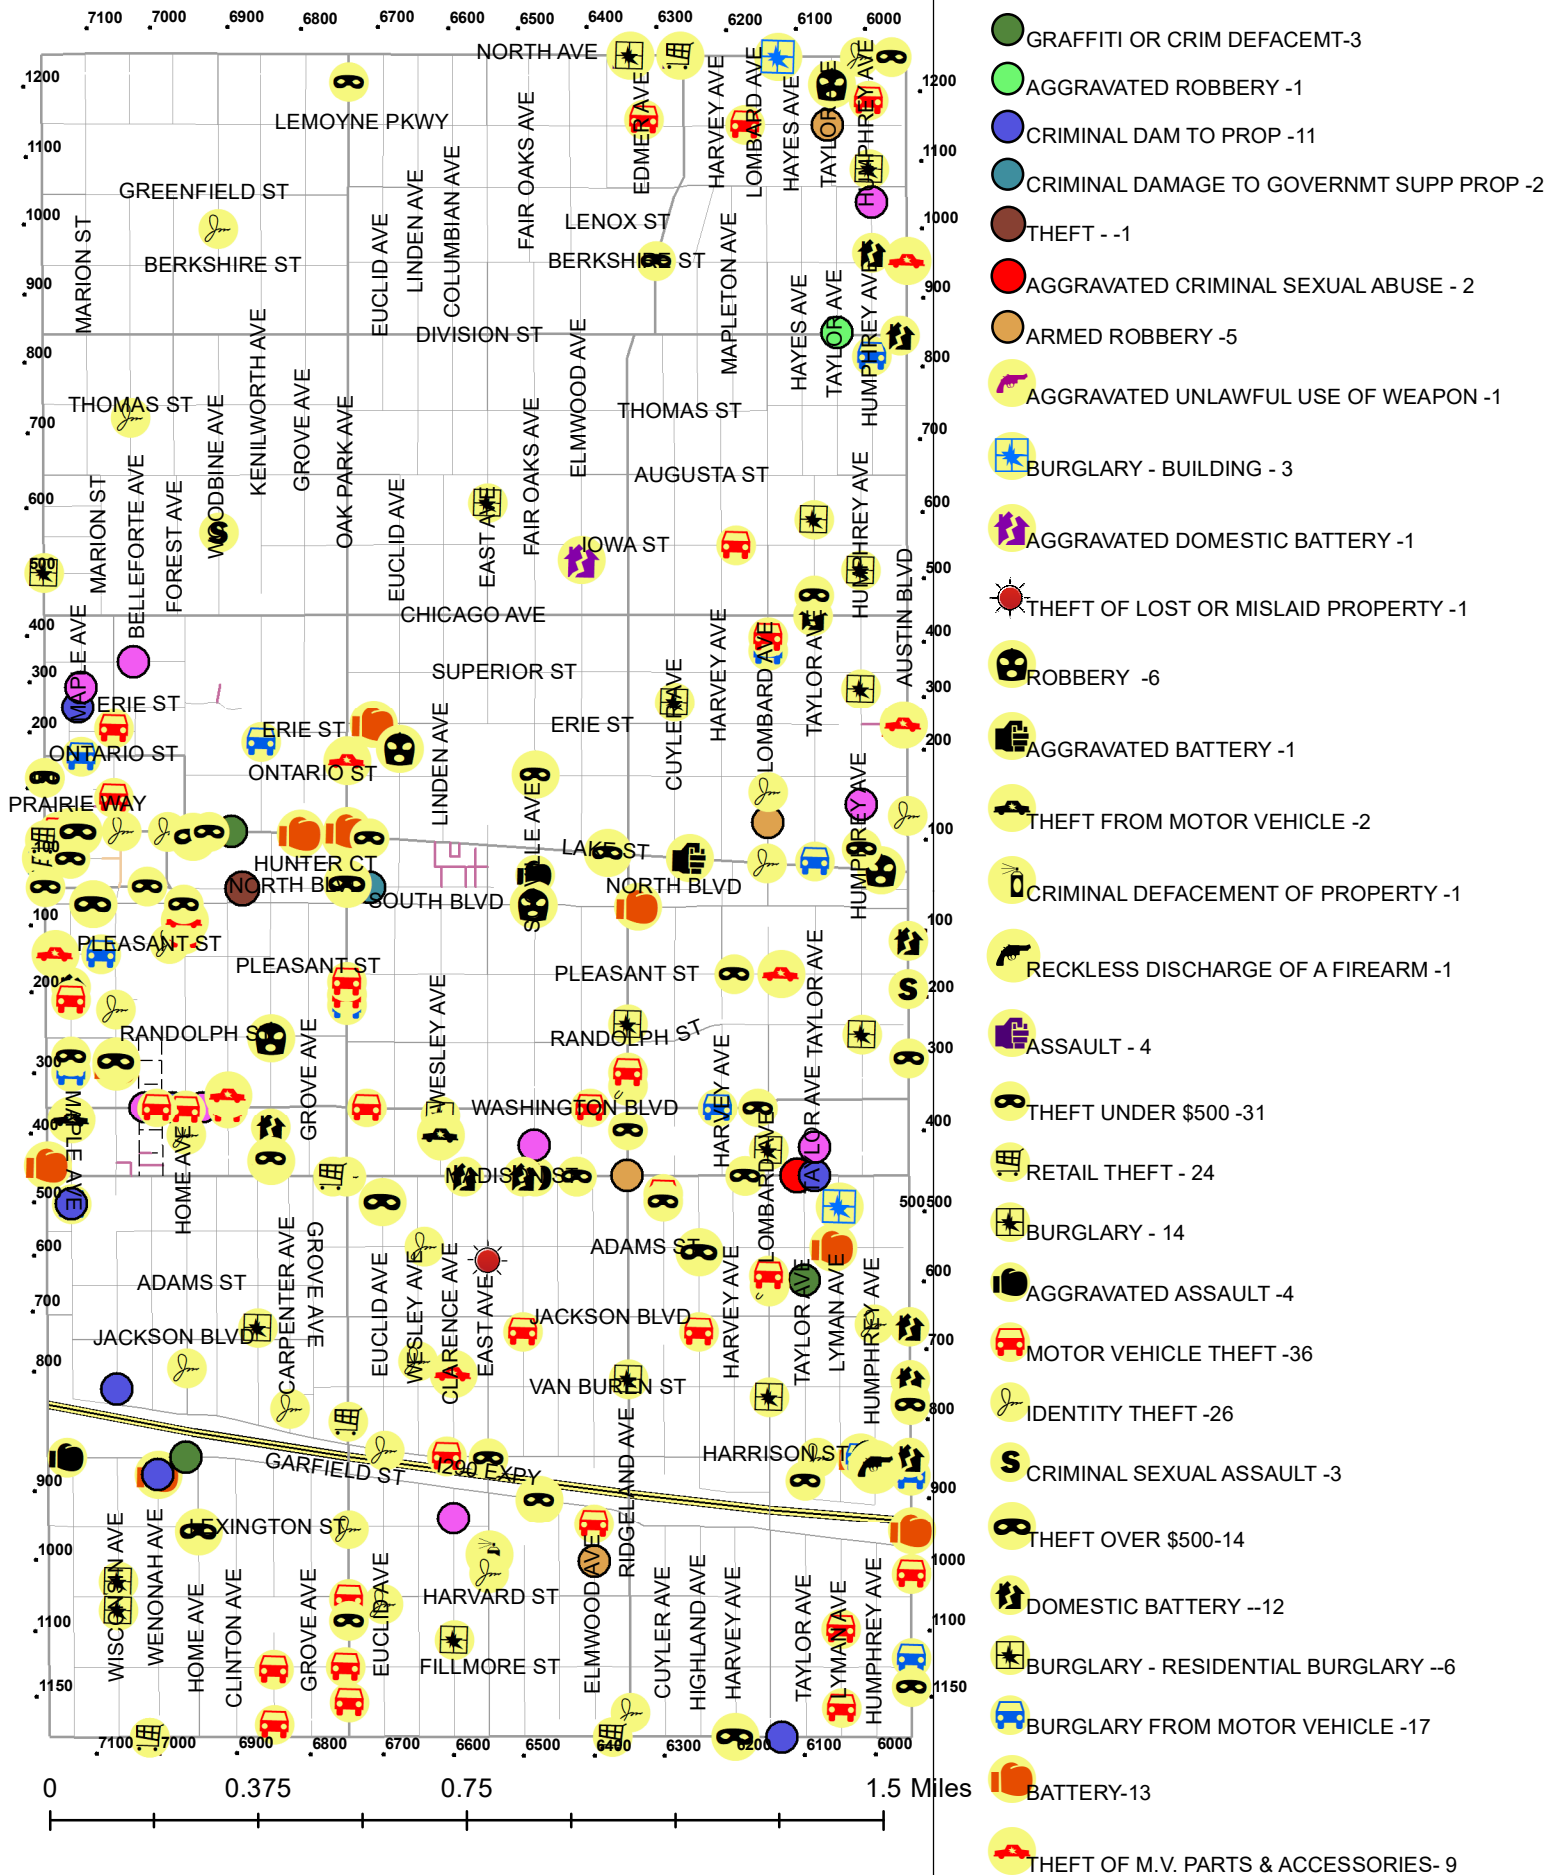 7100 7000 6900 6800 6700 6600 6500 6400 6300 6200 6100 6000
NORTH AVE
1200
1200
LEMOYNE PKWY
EDMER AVE
HARVEY AVE
LOMBARD AVE
HAYES AVE
TAYLOR AVE
HUMPHREY AVE
FAIR OAKS AVE
1100
1100
GREENFIELD ST
1000
1000
LENOX ST
BERKSHIRE ST
BERKSHIRE ST
MARION ST
EUCLID AVE
LINDEN AVE
COLUMBIAN AVE
MAPLETON AVE
HAYES AVE
TAYLOR AVE
HUMPHREY AVE
900
900
DIVISION ST
800
800
THOMAS ST
THOMAS ST
WOODBINE AVE
KENILWORTH AVE
GROVE AVE
OAK PARK AVE
FAIR OAKS AVE
ELMWOOD AVE
700
700
AUGUSTA ST
600
600
MARION ST
BELLEFORTE AVE
FOREST AVE
EUCLID AVE
EAST AVE
IOWA ST
HUMPHREY AVE
AUSTIN BLVD
500
500
CHICAGO AVE
400
400
SUPERIOR ST
MAPLE AVE
HARVEY AVE
LOMBARD AVE
TAYLOR AVE
300
300
ERIE ST
ERIE ST
ERIE ST
CUYLER AVE
200
200
ONTARIO ST
ONTARIO ST
LINDEN AVE
PRAIRIE WAY
HUMPHREY AVE
100
100
LAKE ST
HUNTER CT
NORTH BLVD
NORTH BLVD
SOUTH BLVD
100
100
PLEASANT ST
PLEASANT ST
PLEASANT ST
200
200
WESLEY AVE
TAYLOR AVE
RANDOLPH ST
RANDOLPH ST
300
300
GROVE AVE
HARVEY AVE
TAYLOR AVE
WASHINGTON BLVD
400
400
MAPLE AVE
HOME AVE
LOMBARD AVE
MADISON ST
500
500 500
ADAMS ST
600
600
ADAMS ST
CARPENTER AVE
GROVE AVE
EUCLID AVE
WESLEY AVE
CLARENCE AVE
EAST AVE
HARVEY AVE
TAYLOR AVE
LYMAN AVE
HUMPHREY AVE
700
700
JACKSON BLVD
JACKSON BLVD
800
800
VAN BUREN ST
HARRISON ST
GARFIELD ST
I290 EXPY
900
900
RIDGELAND AVE
LEXINGTON ST
1000
1000
WISCONSIN AVE
WENONAH AVE
HOME AVE
CLINTON AVE
GROVE AVE
EUCLID AVE
HARVARD ST
ELMWOOD AVE
CUYLER AVE
HIGHLAND AVE
HARVEY AVE
TAYLOR AVE
LYMAN AVE
HUMPHREY AVE
1100
1100
FILLMORE ST
1150
1150
7100 7000 6900 6800 6700 6600 6500 6400 6300 6200 6100 6000
0 0.375 0.75 1.5 Miles
GRAFFITI OR CRIM DEFACEMT-3
AGGRAVATED ROBBERY -1
CRIMINAL DAM TO PROP -11
CRIMINAL DAMAGE TO GOVERNMT SUPP PROP -2
THEFT - -1
AGGRAVATED CRIMINAL SEXUAL ABUSE - 2
ARMED ROBBERY -5
AGGRAVATED UNLAWFUL USE OF WEAPON -1
BURGLARY - BUILDING - 3
AGGRAVATED DOMESTIC BATTERY -1
THEFT OF LOST OR MISLAID PROPERTY -1
ROBBERY -6
AGGRAVATED BATTERY -1
THEFT FROM MOTOR VEHICLE -2
CRIMINAL DEFACEMENT OF PROPERTY -1
RECKLESS DISCHARGE OF A FIREARM -1
ASSAULT - 4
THEFT UNDER $500 -31
RETAIL THEFT - 24
BURGLARY - 14
AGGRAVATED ASSAULT -4
MOTOR VEHICLE THEFT -36
IDENTITY THEFT -26
CRIMINAL SEXUAL ASSAULT -3
THEFT OVER $500-14
DOMESTIC BATTERY --12
BURGLARY - RESIDENTIAL BURGLARY --6
BURGLARY FROM MOTOR VEHICLE -17
BATTERY-13
THEFT OF M.V. PARTS & ACCESSORIES- 9